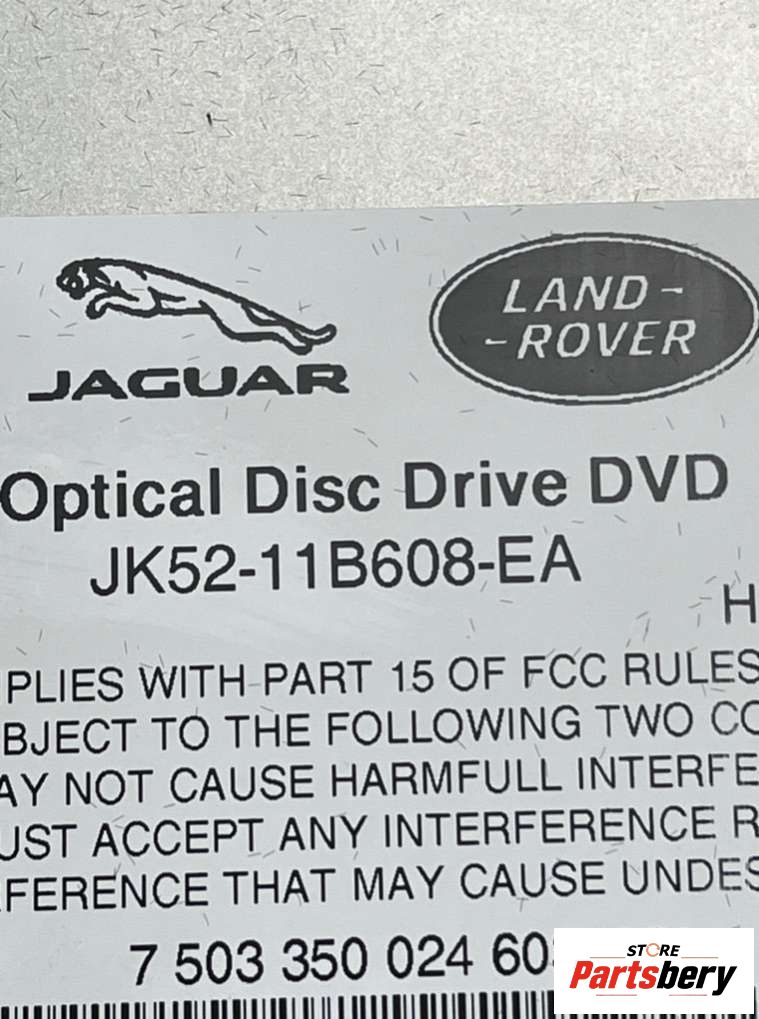 JAGUAR
LAND-
-ROVER
Optical Disc Drive DVD
JK52-11B608-EA
H
PLIES WITH PART 15 OF FCC RULES
BJECT TO THE FOLLOWING TWO CO
AY NOT CAUSE HARMFULL INTERFE
UST ACCEPT ANY INTERFERENCE R
FERENCE THAT MAY CAUSE UNDES
7 503 350 024 60
STORE
Partsbery